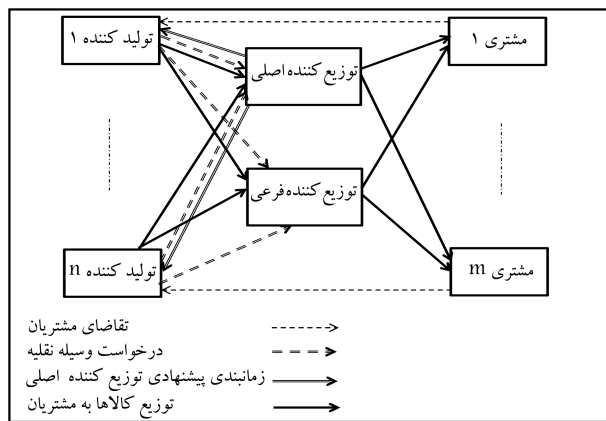 تولید کننده ۱
توزیع کننده اصلی
مشتری ۱
توزیع کننده فرعی
تولید کننده n
مشتری m
تقاضای مشتریان
درخواست وسیله نقلیه
زمانبندی پیشنهادی توزیع کننده اصلی
توزیع کالاها به مشتریان